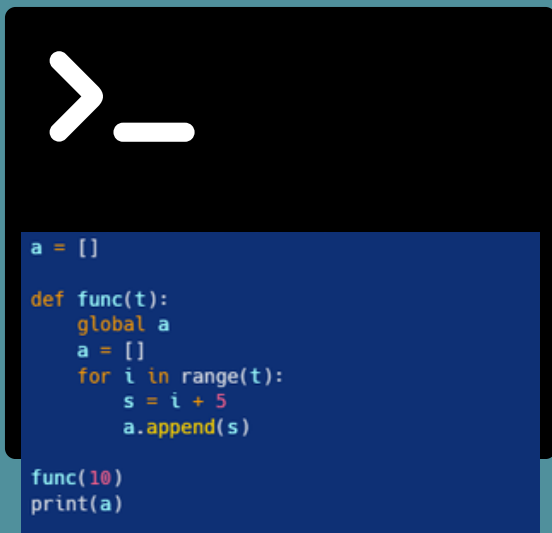 >_
a = []
def func(t):
    global a
    a = []
    for i in range(t):
        s = i + 5
        a.append(s)
func(10)
print(a)